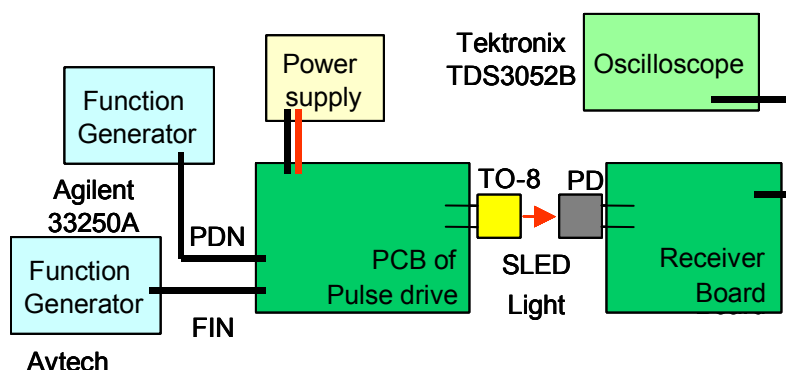 Tektronix
TDS3052B
Oscilloscope
Power
supply
Function
Generator
Agilent
33250A
PDN
TO-8
PD
PCB of
Pulse drive
SLED
Light
Receiver
Board
Function
Generator
FIN
Avtech